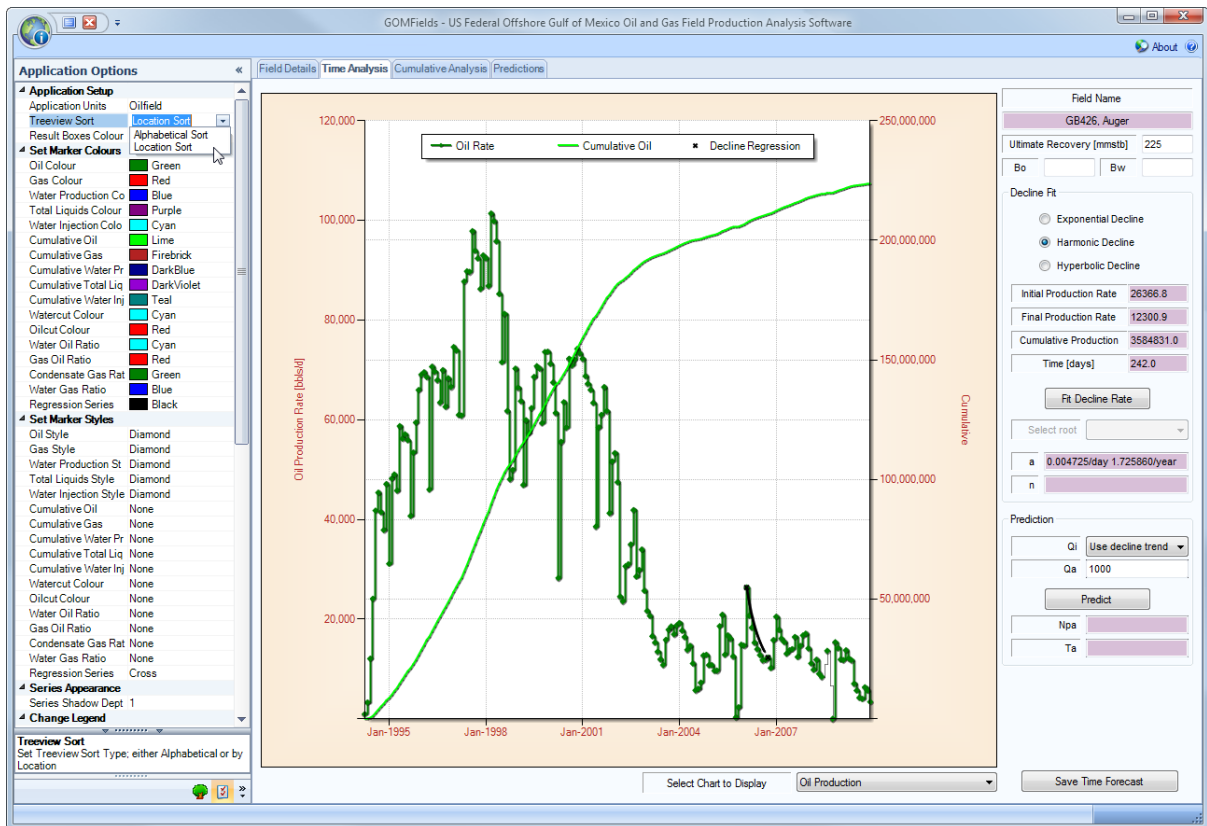 GOMFields - US Federal Offshore Gulf of Mexico Oil and Gas Field Production Analysis Software
About
Application Options
Application Setup
Application Units Oilfield
Treeview Sort Location Sort
Result Boxes Colour
Alphabetical Sort
Location Sort
Set Marker Colours
Oil Colour Green
Gas Colour Red
Water Production Co Blue
Total Liquids Colour Purple
Water Injection Colo Cyan
Cumulative Oil Lime
Cumulative Gas Firebrick
Cumulative Water Pr DarkBlue
Cumulative Total Liq DarkViolet
Cumulative Water Inj Teal
Watercut Colour Cyan
Oilcut Colour Red
Water Oil Ratio Cyan
Gas Oil Ratio Red
Condensate Gas Rat Green
Water Gas Ratio Blue
Regression Series Black
Set Marker Styles
Oil Style Diamond
Gas Style Diamond
Water Production St Diamond
Total Liquids Style Diamond
Water Injection Style Diamond
Cumulative Oil None
Cumulative Gas None
Cumulative Water Pr None
Cumulative Total Liq None
Cumulative Water Inj None
Watercut Colour None
Oilcut Colour None
Water Oil Ratio None
Gas Oil Ratio None
Condensate Gas Rat None
Water Gas Ratio None
Regression Series Cross
Series Appearance
Series Shadow Dept 1
Change Legend
Treeview Sort
Set Treeview Sort Type; either Alphabetical or by
Location
Field Details Time Analysis Cumulative Analysis Predictions
Oil Rate Cumulative Oil Decline Regression
120,000
100,000
80,000
60,000
40,000
20,000
Oil Production Rate [bbls/d]
250,000,000
200,000,000
150,000,000
100,000,000
50,000,000
Cumulative
Jan-1995 Jan-1998 Jan-2001 Jan-2004 Jan-2007
Select Chart to Display Oil Production
Field Name
GB426, Auger
Ultimate Recovery [mmstb] 225
Bo Bw
Decline Fit
Exponential Decline
Harmonic Decline
Hyperbolic Decline
Initial Production Rate 26366.8
Final Production Rate 12300.9
Cumulative Production 3584831.0
Time [days] 242.0
Fit Decline Rate
Select root
a 0.004725/day 1.725860/year
n
Prediction
Qi Use decline trend
Qa 1000
Predict
Npa
Ta
Save Time Forecast